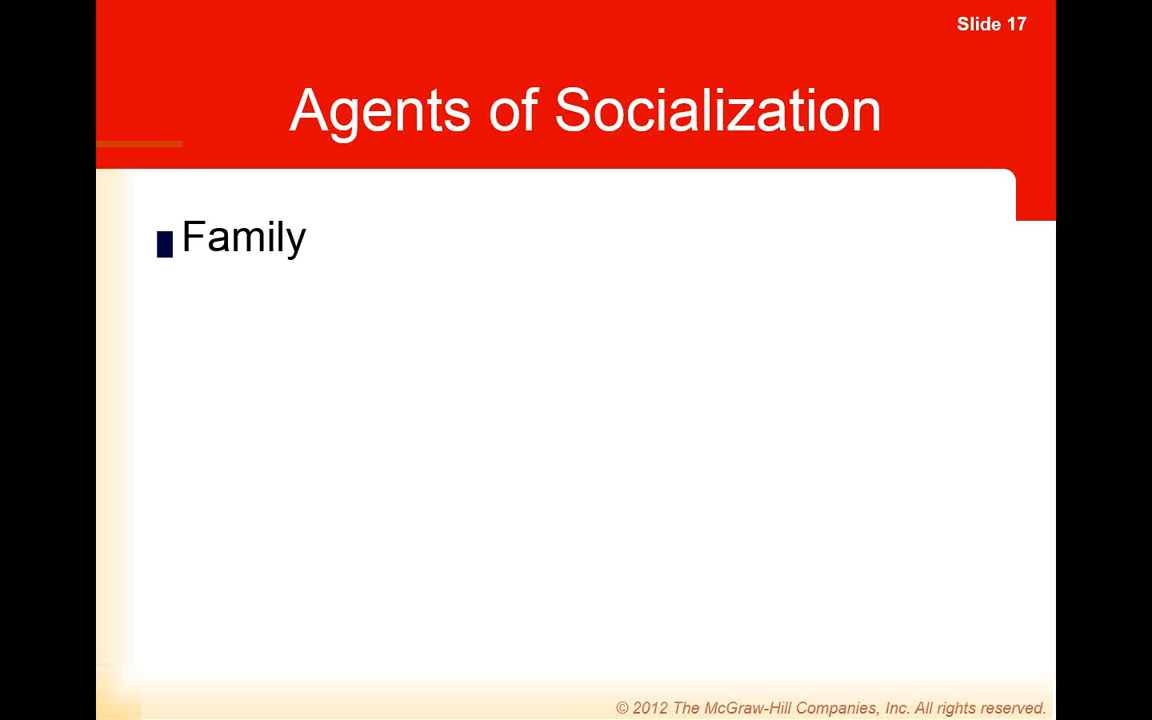 Slide 17
Agents of Socialization
Family
© 2012 The McGraw-Hill Companies, Inc. All rights reserved.